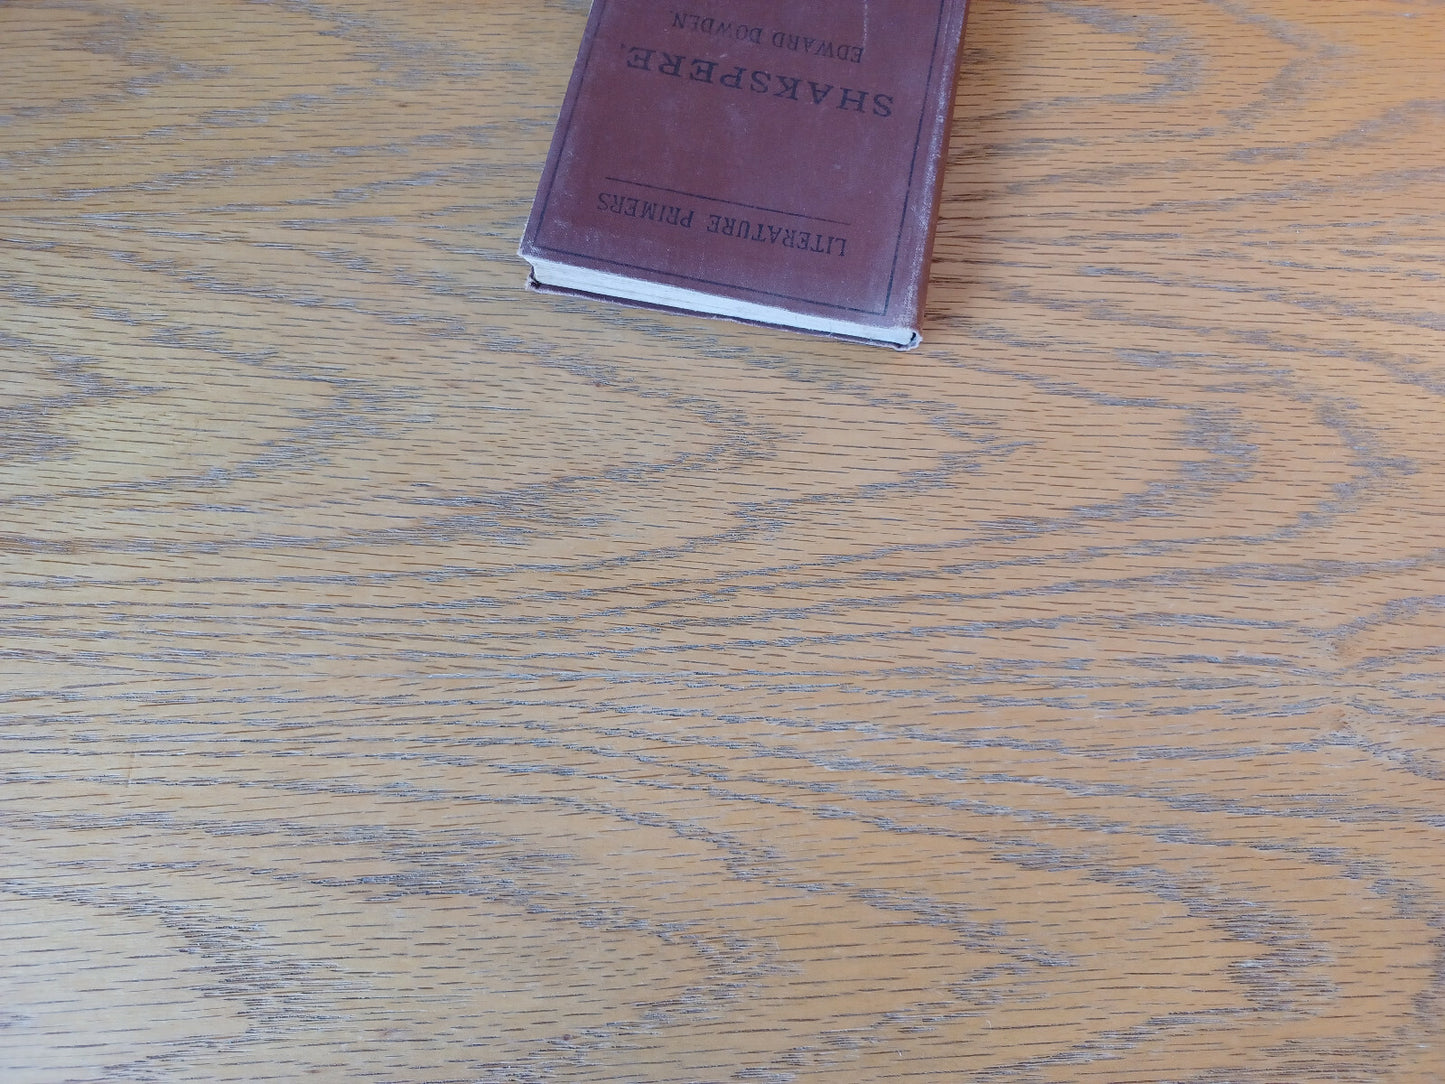 LITERATURE PRIMERS
SHAKSPERE.
EDWARD DOWDEN.